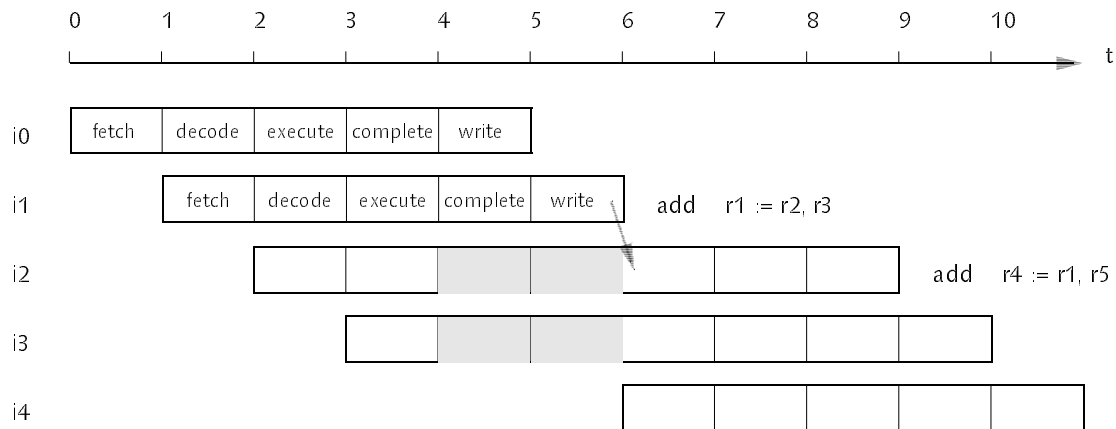 0 1 2 3 4 5 6 7 8 9 10
t
i0 fetch decode execute complete write
i1 fetch decode execute complete write add r1 := r2, r3
i2 add r4 := r1, r5
i3
i4